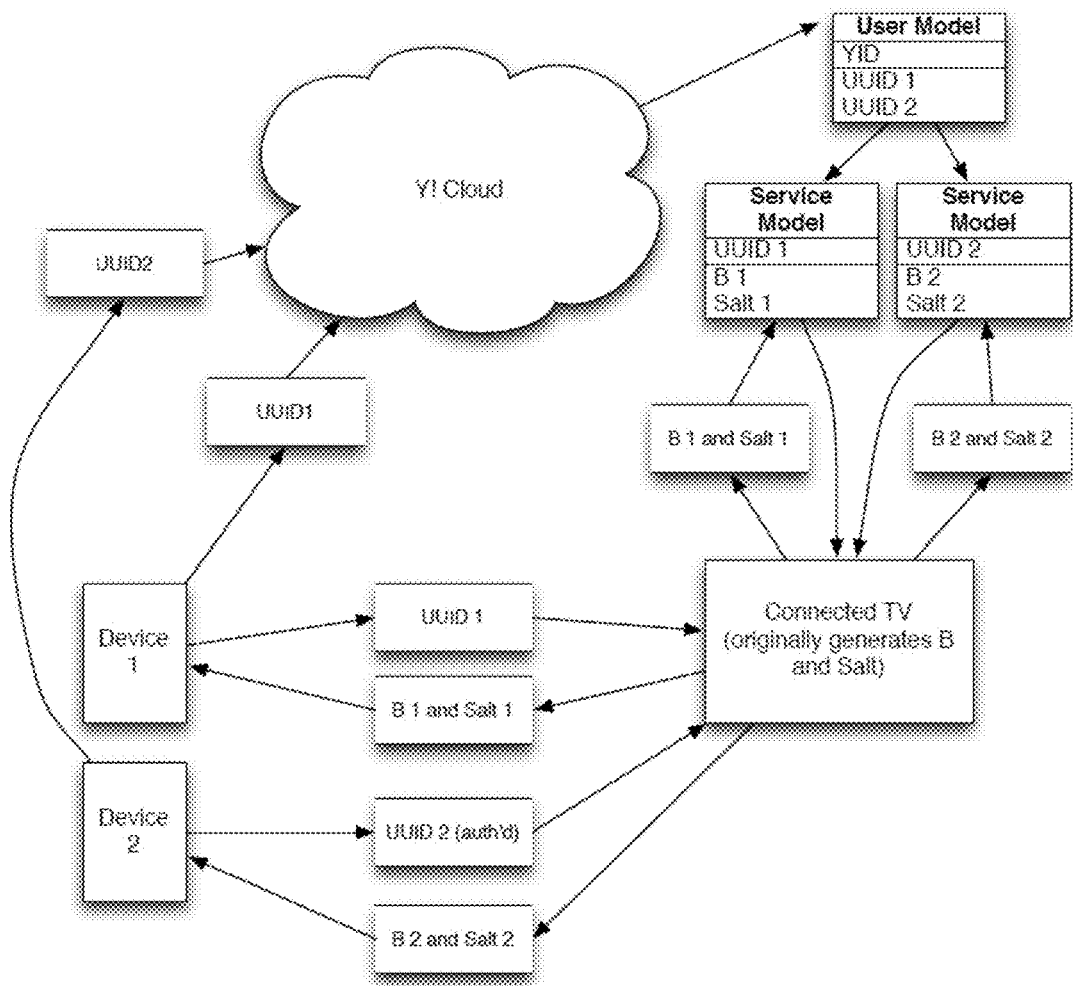 User Model
YID
UUID 1
UUID 2
Y! Cloud
Service
Model
UUID 1
B 1
Salt 1
Service
Model
UUID 2
B 2
Salt 2
UUID2
UUID1
B 1 and Salt 1
B 2 and Salt 2
Device
1
UUID 1
Connected TV
(originally generates B
and Salt)
B 1 and Salt 1
Device
2
UUID 2 (auth'd)
B 2 and Salt 2